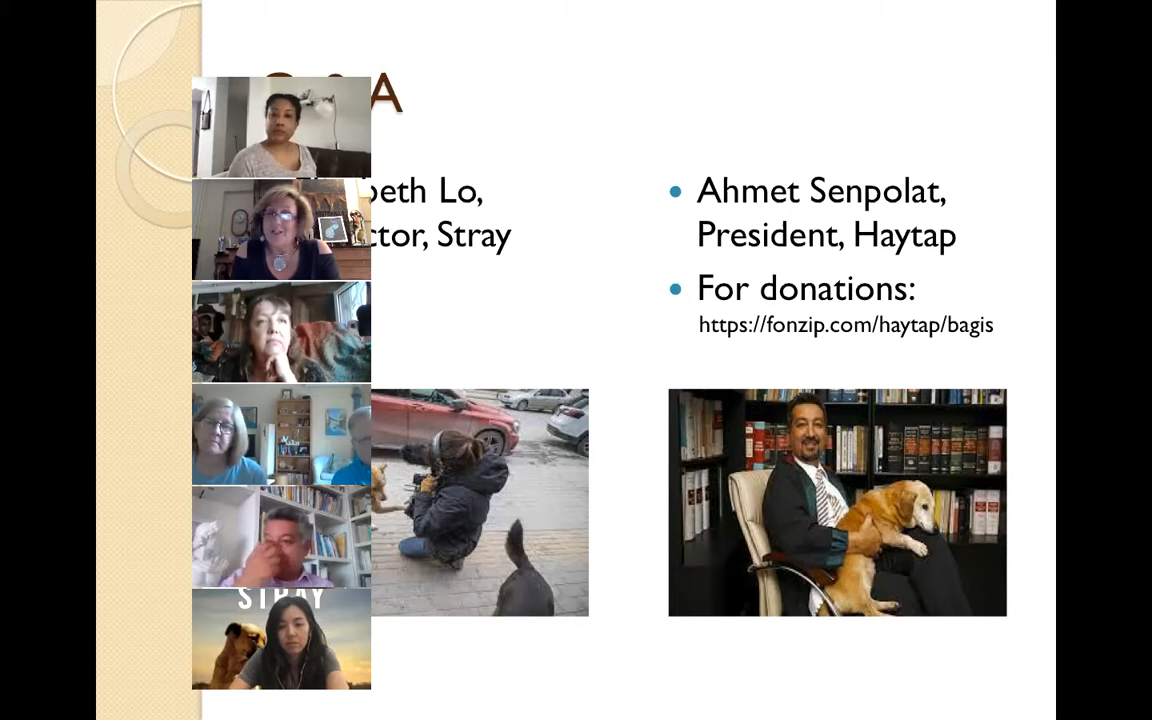 A
beth Lo,
ctor, Stray
Ahmet Senpolat,
President, Haytap
For donations:
https://fonzip.com/haytap/bagis
STRAY